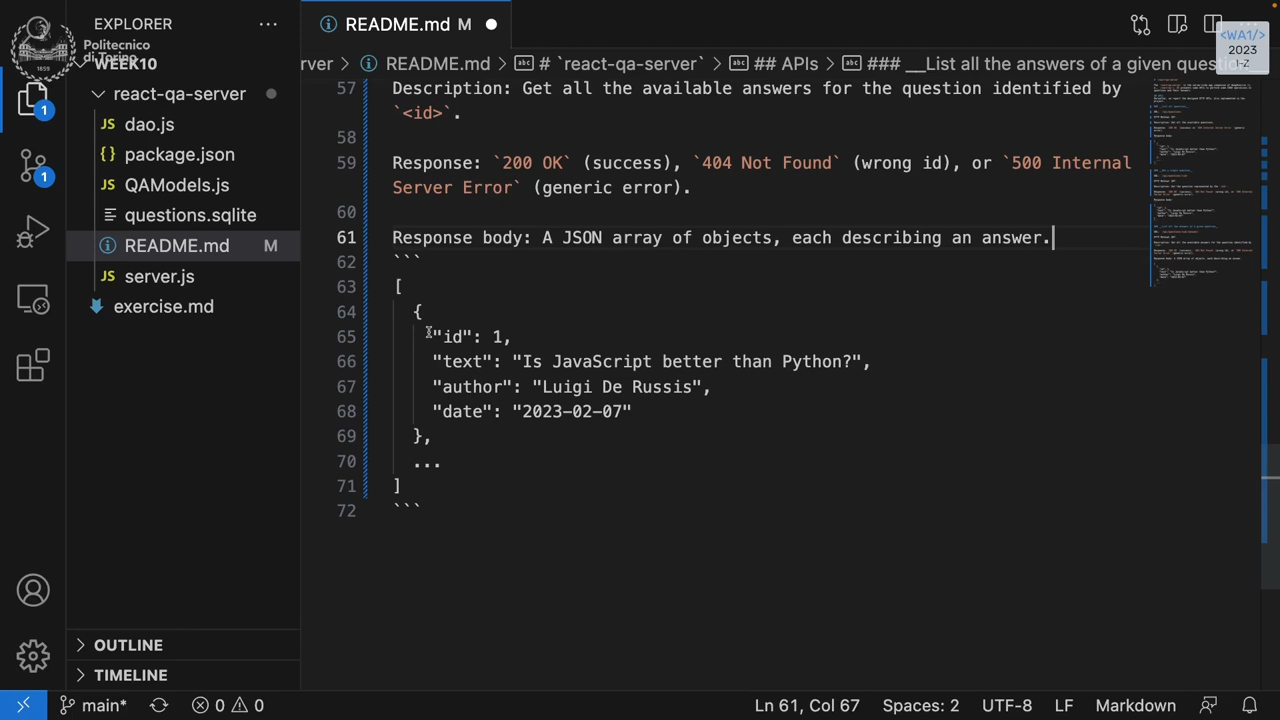 EXPLORER
README.md M
<WA1/>
2023
I-Z
Politecnico
di Torino
1859
WEEK10
rver > README.md > # `react-qa-server` > ## APIs > ### __List all the answers of a given question
react-qa-server
JS dao.js
{} package.json
JS QAModels.js
questions.sqlite
README.md M
JS server.js
exercise.md
57 Description: Get all the available answers for the question identified by
`<id>`.
58
59 Response: `200 OK` (success), `404 Not Found` (wrong id), or `500 Internal
Server Error` (generic error).
60
61 Response body: A JSON array of objects, each describing an answer.
62 ```
63 [
64 {
65 "id": 1,
66 "text": "Is JavaScript better than Python?",
67 "author": "Luigi De Russis",
68 "date": "2023-02-07"
69 },
70 ...
71 ]
72 ```
1
1
OUTLINE
TIMELINE
main* 0 0 Ln 61, Col 67 Spaces: 2 UTF-8 LF Markdown